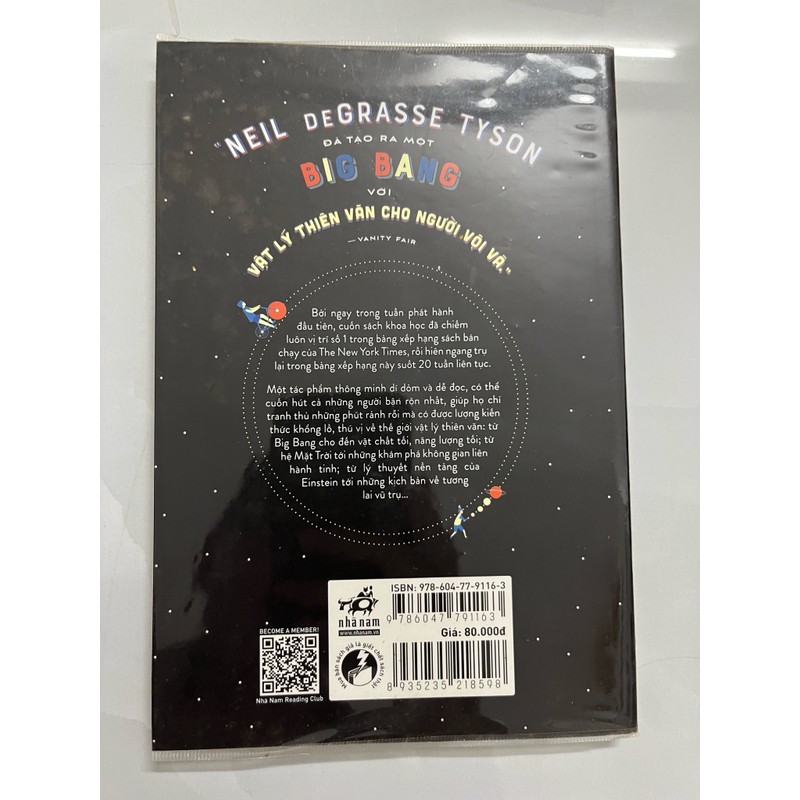 "NEIL DEGRASSE TYSON
ĐÃ TẠO RA MỘT
BIG BANG
VỚI
VẬT LÝ THIÊN VĂN CHO NGƯỜI VỘI VÃ."
—VANITY FAIR
Bởi ngay trong tuần phát hành
đầu tiên, cuốn sách khoa học đã chiếm
luôn vị trí số 1 trong bảng xếp hạng sách bán
chạy của The New York Times, rồi hiên ngang trụ
lại trong bảng xếp hạng này suốt 20 tuần liên tục.
Một tác phẩm thông minh dí dỏm và dễ đọc, có thể
cuốn hút cả những người bận rộn nhất, giúp họ chỉ
tranh thủ những phút rảnh rỗi mà có được lượng kiến
thức khổng lồ, thú vị về thế giới vật lý thiên văn: từ
Big Bang cho đến vật chất tối, năng lượng tối; từ
hệ Mặt Trời tới những khám phá không gian liên
hành tinh; từ lý thuyết nền tảng của
Einstein tới những kịch bản về tương
lai vũ trụ...
BECOME A MEMBER!
Nhã Nam Reading Club
nhã nam
www.nhanam.vn
Mua bán sách giả là giết chết sách thật
ISBN: 978-604-77-9116-3
9 786047 791163
Giá: 80.000đ
8 935235 218598